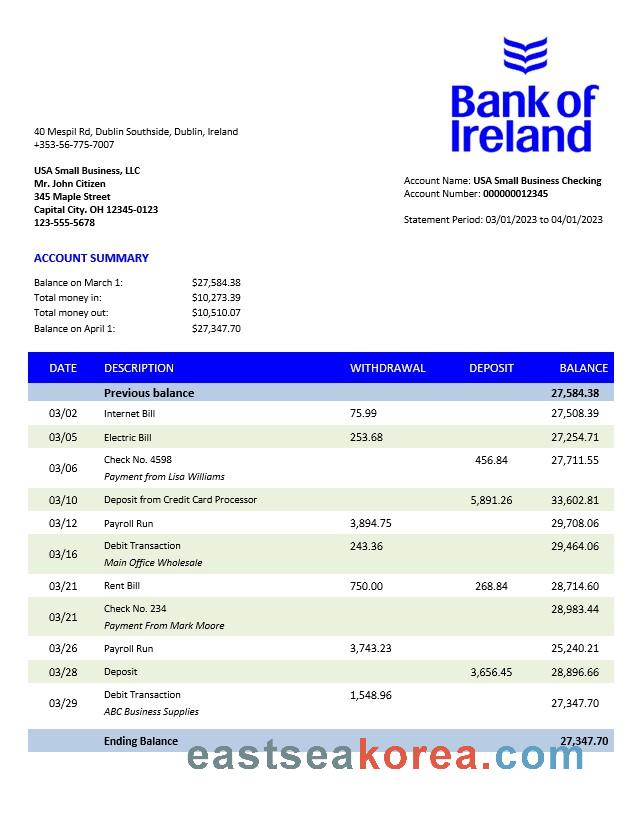 Bank of
Ireland
40 Mespil Rd, Dublin Southside, Dublin, Ireland
+353-56-775-7007
USA Small Business, LLC
Mr. John Citizen
345 Maple Street
Capital City. OH 12345-0123
123-555-5678
Account Name: USA Small Business Checking
Account Number: 000000012345
Statement Period: 03/01/2023 to 04/01/2023
ACCOUNT SUMMARY
Balance on March 1: $27,584.38
Total money in: $10,273.39
Total money out: $10,510.07
Balance on April 1: $27,347.70
DATE DESCRIPTION WITHDRAWAL DEPOSIT BALANCE
Previous balance 27,584.38
03/02 Internet Bill 75.99 27,508.39
03/05 Electric Bill 253.68 27,254.71
03/06 Check No. 4598 456.84 27,711.55
Payment from Lisa Williams
03/10 Deposit from Credit Card Processor 5,891.26 33,602.81
03/12 Payroll Run 3,894.75 29,708.06
03/16 Debit Transaction 243.36 29,464.06
Main Office Wholesale
03/21 Rent Bill 750.00 268.84 28,714.60
03/21 Check No. 234 28,983.44
Payment From Mark Moore
03/26 Payroll Run 3,743.23 25,240.21
03/28 Deposit 3,656.45 28,896.66
03/29 Debit Transaction 1,548.96 27,347.70
ABC Business Supplies
Ending Balance 27,347.70
eastseakorea.com